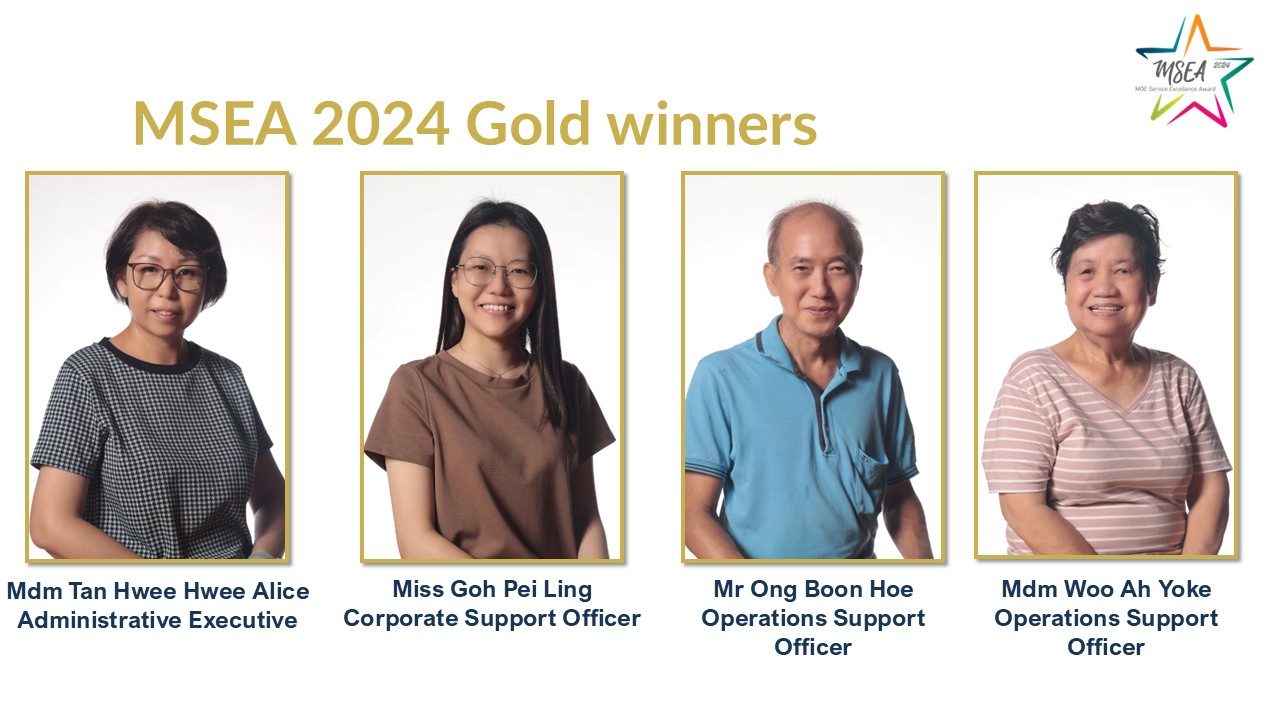 MSEA 2024
MOE Service Excellence Award
MSEA 2024 Gold winners
Mdm Tan Hwee Hwee Alice
Administrative Executive
Miss Goh Pei Ling
Corporate Support Officer
Mr Ong Boon Hoe
Operations Support
Officer
Mdm Woo Ah Yoke
Operations Support
Officer